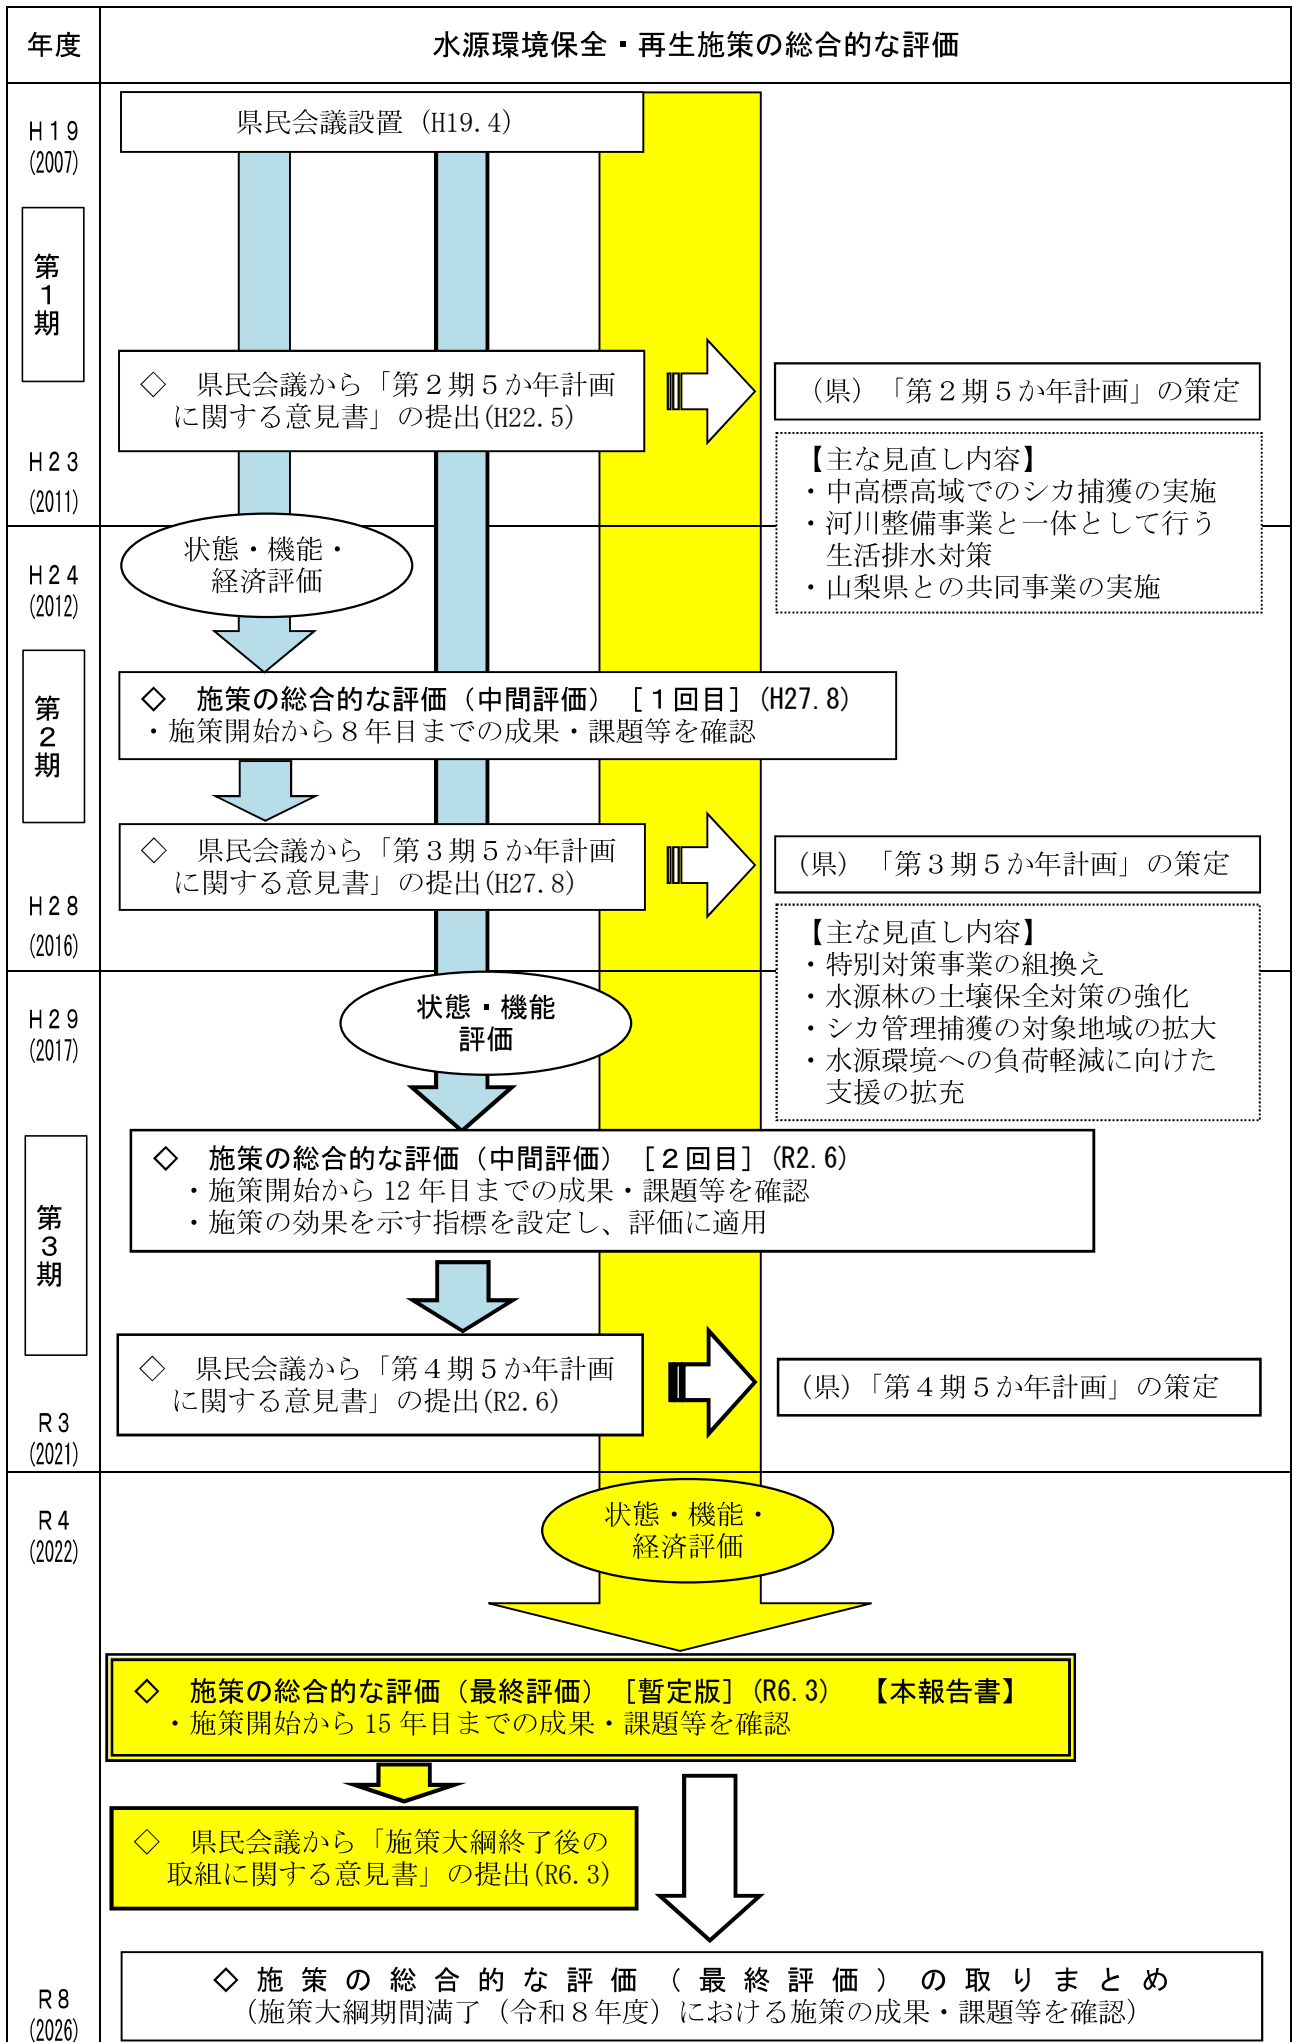 年度
水源環境保全・再生施策の総合的な評価
H19
(2007)
県民会議設置 (H19.4)
第1期
◇　県民会議から「第２期５か年計画
に関する意見書」の提出(H22.5)
（県）「第２期５か年計画」の策定
H23
(2011)
【主な見直し内容】
・中高標高域でのシカ捕獲の実施
・河川整備事業と一体として行う
生活排水対策
・山梨県との共同事業の実施
状態・機能・
経済評価
H24
(2012)
第2期
◇　施策の総合的な評価（中間評価）［１回目］(H27.8)
・施策開始から８年目までの成果・課題等を確認
◇　県民会議から「第３期５か年計画
に関する意見書」の提出(H27.8)
（県）「第３期５か年計画」の策定
H28
(2016)
【主な見直し内容】
・特別対策事業の組換え
・水源林の土壌保全対策の強化
・シカ管理捕獲の対象地域の拡大
・水源環境への負荷軽減に向けた
支援の拡充
状態・機能
評価
H29
(2017)
第3期
◇　施策の総合的な評価（中間評価）［２回目］(R2.6)
・施策開始から 12 年目までの成果・課題等を確認
・施策の効果を示す指標を設定し、評価に適用
◇　県民会議から「第４期５か年計画
に関する意見書」の提出(R2.6)
（県）「第４期５か年計画」の策定
R3
(2021)
R4
(2022)
状態・機能・
経済評価
◇　施策の総合的な評価（最終評価）［暫定版］(R6.3)　【本報告書】
・施策開始から 15 年目までの成果・課題等を確認
◇　県民会議から「施策大綱終了後の
取組に関する意見書」の提出(R6.3)
◇ 施策の総合的な評価（最終評価）の取りまとめ
（施策大綱期間満了（令和８年度）における施策の成果・課題等を確認）
R8
(2026)